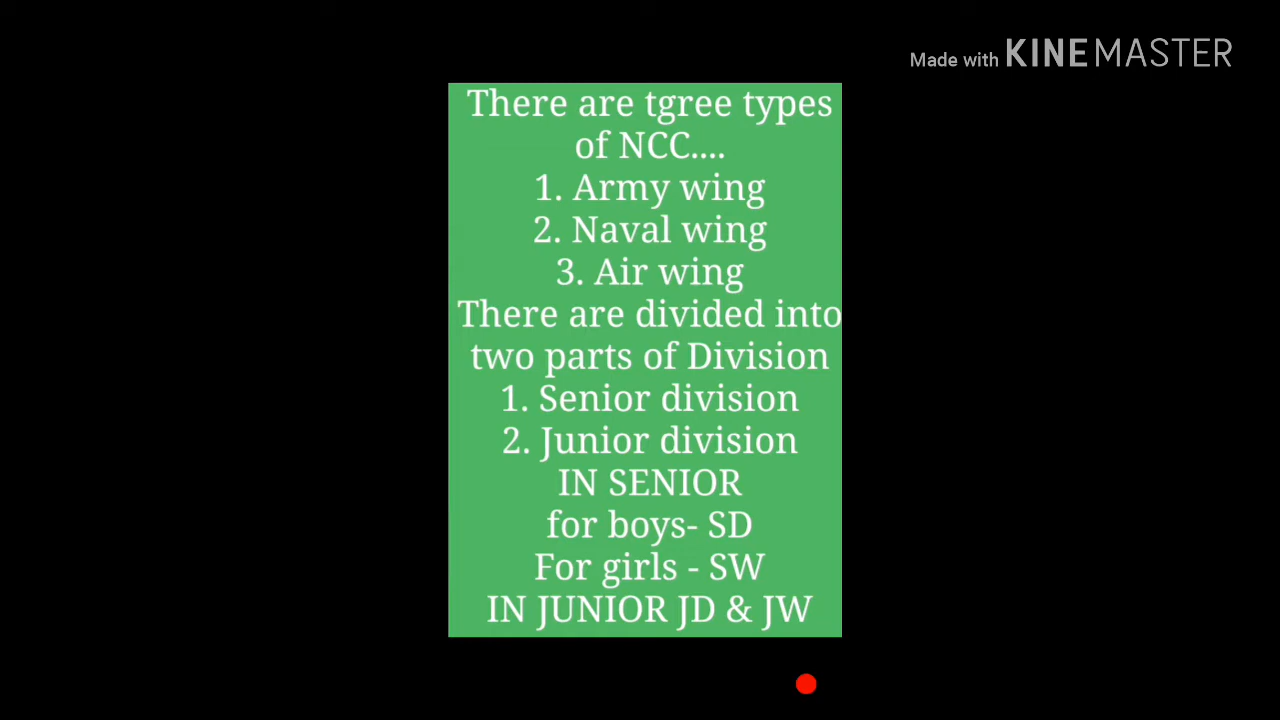 Made with KINEMASTER
There are tgree types
of NCC....
1. Army wing
2. Naval wing
3. Air wing
There are divided into
two parts of Division
1. Senior division
2. Junior division
IN SENIOR
for boys- SD
For girls - SW
IN JUNIOR JD & JW